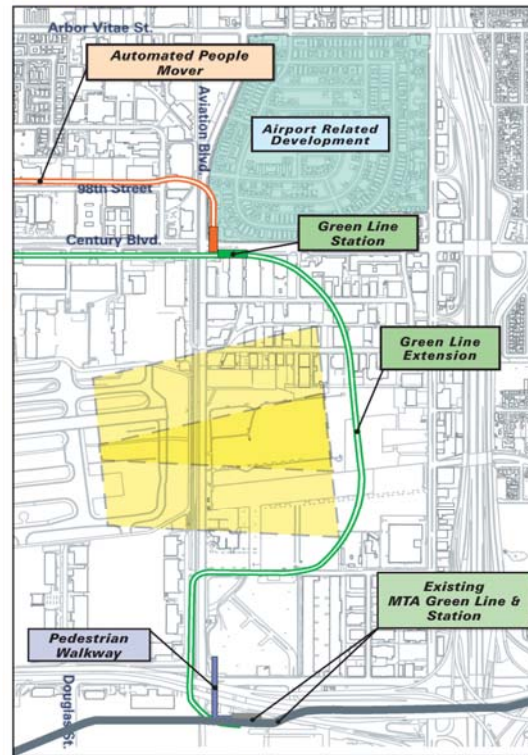 Arbor Vitae St.
Automated People
Mover
Aviation Blvd.
Airport Related
Development
98th Street
Century Blvd.
Green Line
Station
Green Line
Extension
Existing
MTA Green Line &
Station
Pedestrian
Walkway
Douglas St.